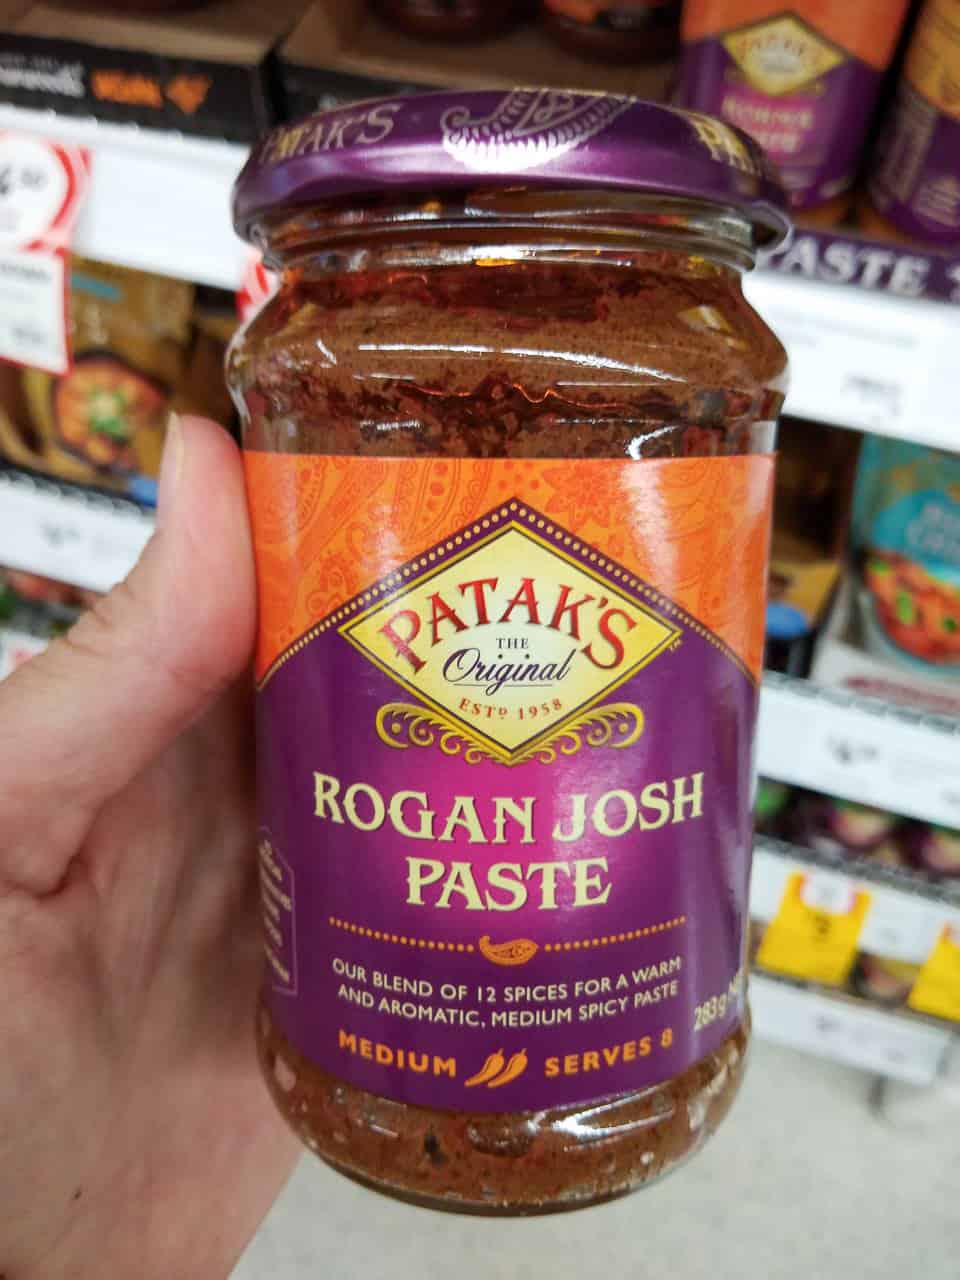 PATAK'S
PATAK'S
PASTE
PATAK'S
THE
Original
ESTD 1958
ROGAN JOSH
PASTE
OUR BLEND OF 12 SPICES FOR A WARM
AND AROMATIC, MEDIUM SPICY PASTE
283g
MEDIUM SERVES 8